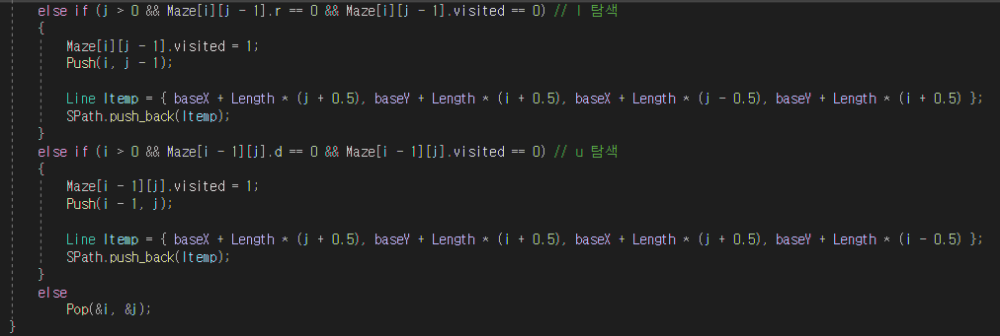 else if (j > 0 && Maze[i][j - 1].r == 0 && Maze[i][j - 1].visited == 0) // l 탐색
{
Maze[i][j - 1].visited = 1;
Push(i, j - 1);
Line ltemp = { baseX + Length * (j + 0.5), baseY + Length * (i + 0.5), baseX + Length * (j - 0.5), baseY + Length * (i + 0.5) };
SPath.push_back(ltemp);
}
else if (i > 0 && Maze[i - 1][j].d == 0 && Maze[i - 1][j].visited == 0) // u 탐색
{
Maze[i - 1][j].visited = 1;
Push(i - 1, j);
Line ltemp = { baseX + Length * (j + 0.5), baseY + Length * (i + 0.5), baseX + Length * (j + 0.5), baseY + Length * (i - 0.5) };
SPath.push_back(ltemp);
}
else
Pop(&i, &j);
}